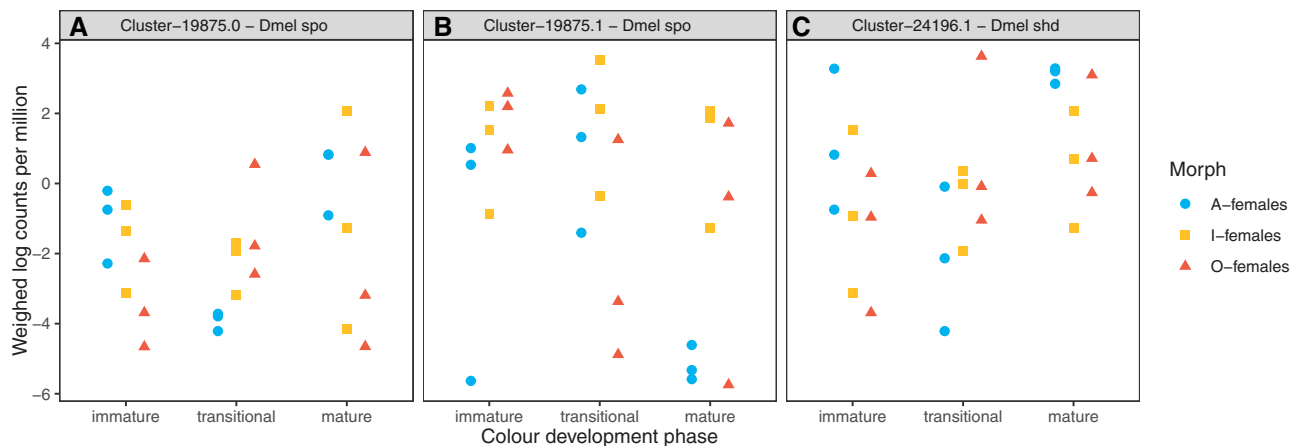 A Cluster−19875.0 − Dmel spo
B Cluster−19875.1 − Dmel spo
C Cluster−24196.1 − Dmel shd
Weighed log counts per million
4
2
0
−2
−4
−6
immature transitional mature
immature transitional mature
immature transitional mature
Colour development phase
Morph
A−females
I−females
O−females